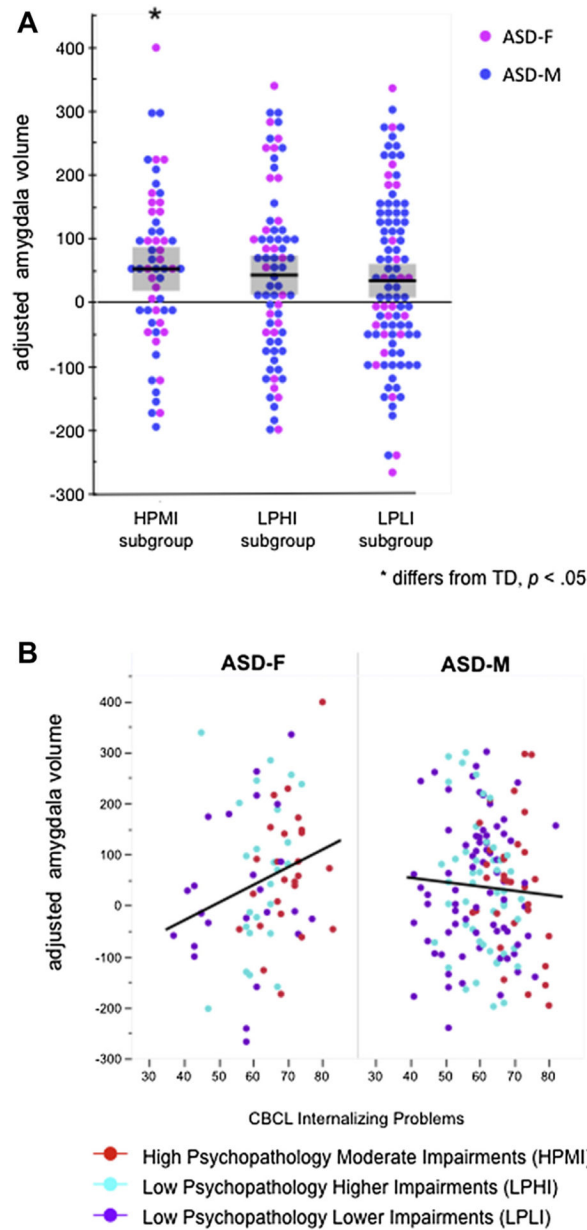 A
*
ASD-F
ASD-M
adjusted amygdala volume
400
300
200
100
0
-100
-200
-300
HPMI
subgroup
LPHI
subgroup
LPLI
subgroup
* differs from TD, p < .05
B
ASD-F
ASD-M
adjusted amygdala volume
400
300
200
100
0
-100
-200
-300
30 40 50 60 70 80 30 40 50 60 70 80
CBCL Internalizing Problems
High Psychopathology Moderate Impairments (HPMI)
Low Psychopathology Higher Impairments (LPHI)
Low Psychopathology Lower Impairments (LPLI)